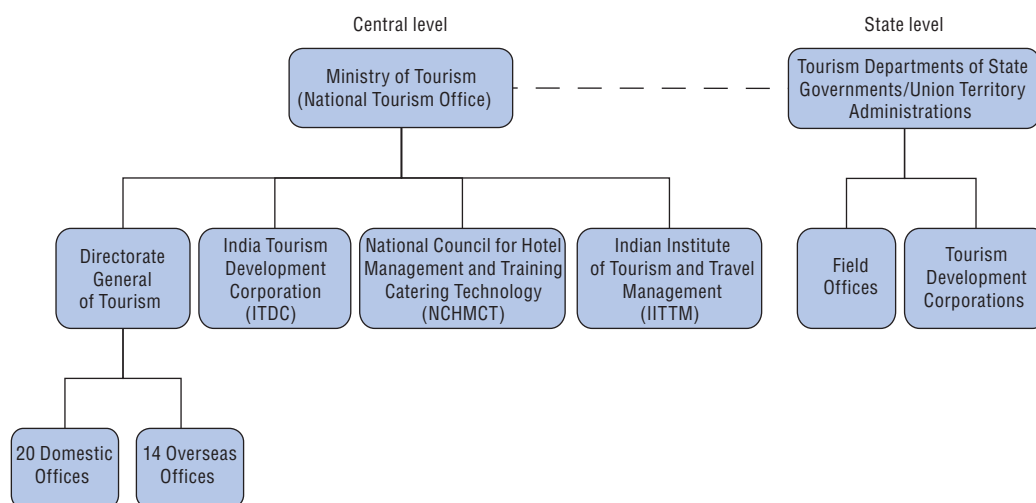 Central level
State level
Ministry of Tourism
(National Tourism Office)
Tourism Departments of State
Governments/Union Territory
Administrations
Directorate
General
of Tourism
India Tourism
Development
Corporation
(ITDC)
National Council for Hotel
Management and Training
Catering Technology
(NCHMCT)
Indian Institute
of Tourism and Travel
Management
(IITTM)
Field
Offices
Tourism
Development
Corporations
20 Domestic
Offices
14 Overseas
Offices